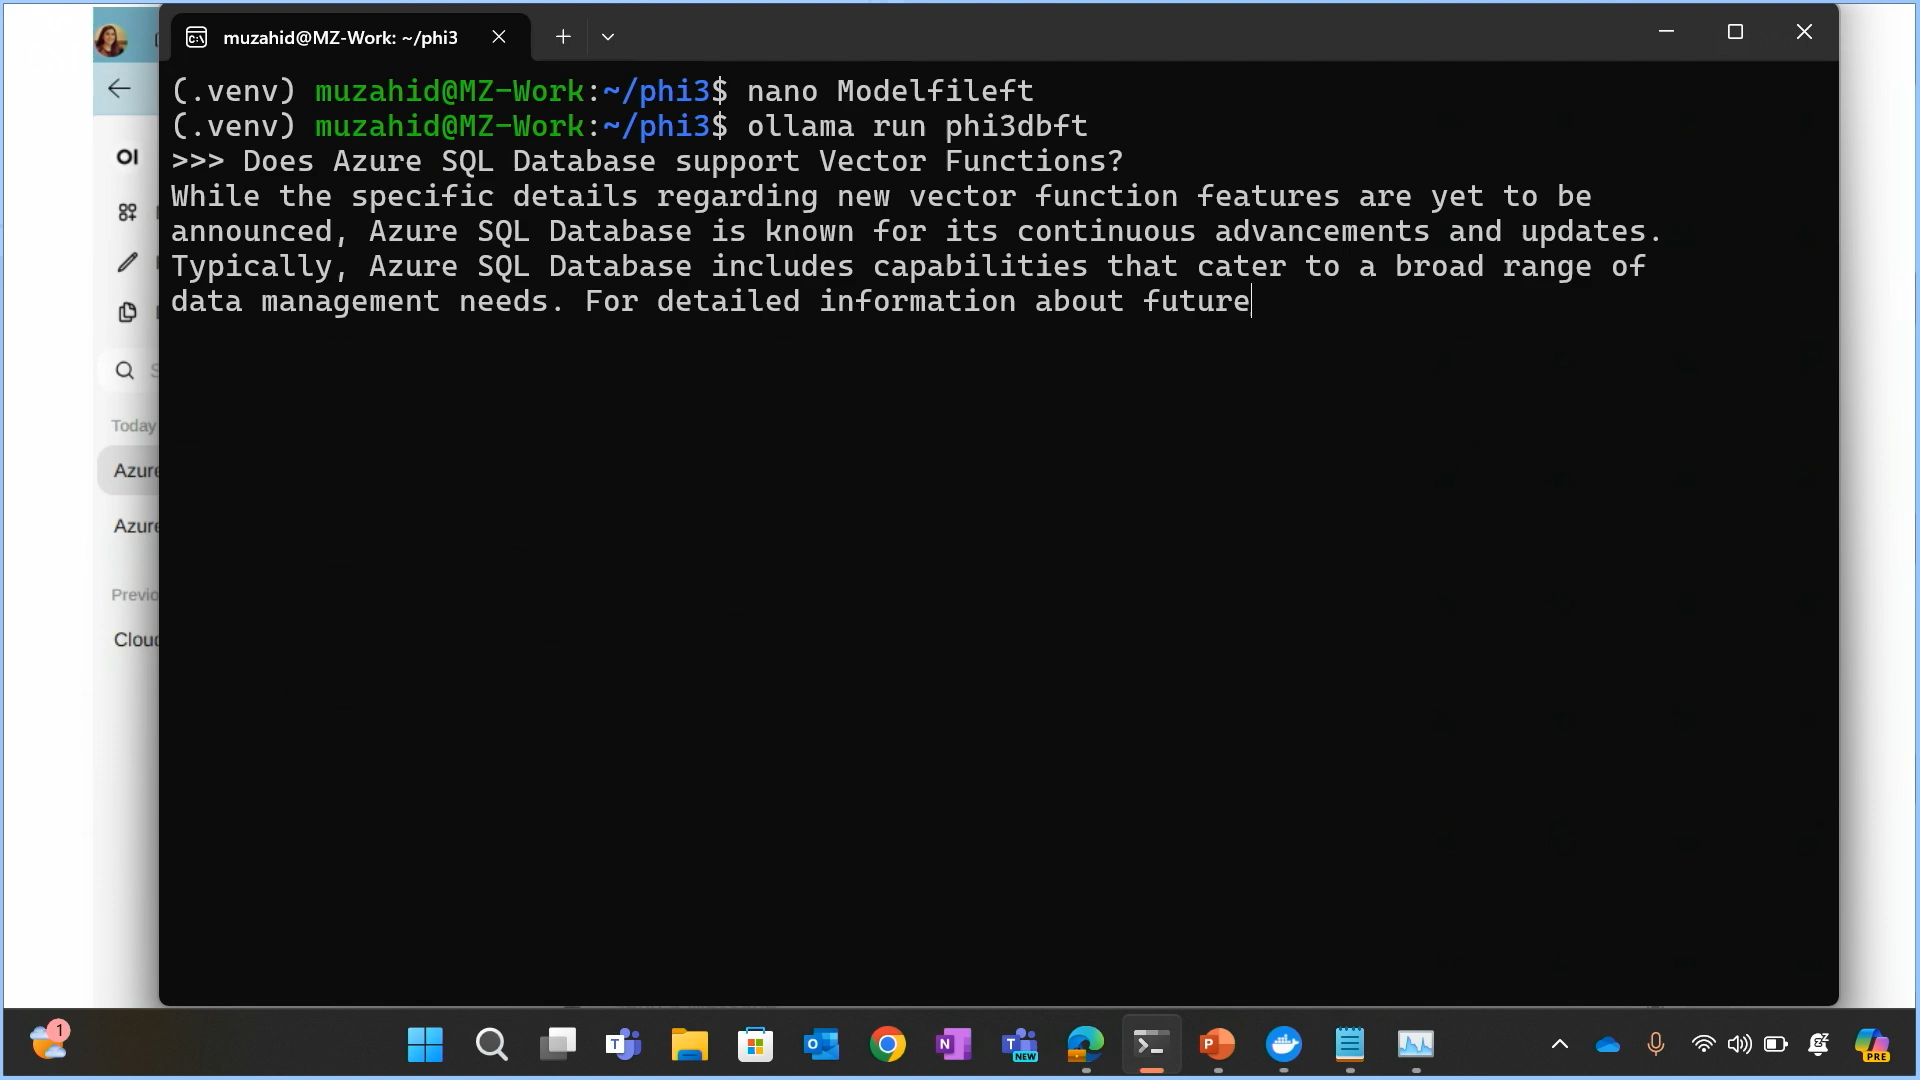 muzahid@MZ-Work: ~/phi3
(.venv) muzahid@MZ-Work:~/phi3$ nano Modelfileft
(.venv) muzahid@MZ-Work:~/phi3$ ollama run phi3dbft
>>> Does Azure SQL Database support Vector Functions?
While the specific details regarding new vector function features are yet to be
announced, Azure SQL Database is known for its continuous advancements and updates.
Typically, Azure SQL Database includes capabilities that cater to a broad range of
data management needs. For detailed information about future
OI
Today
Azure
Azure
Previo
Cloud
1
NEW
PRE